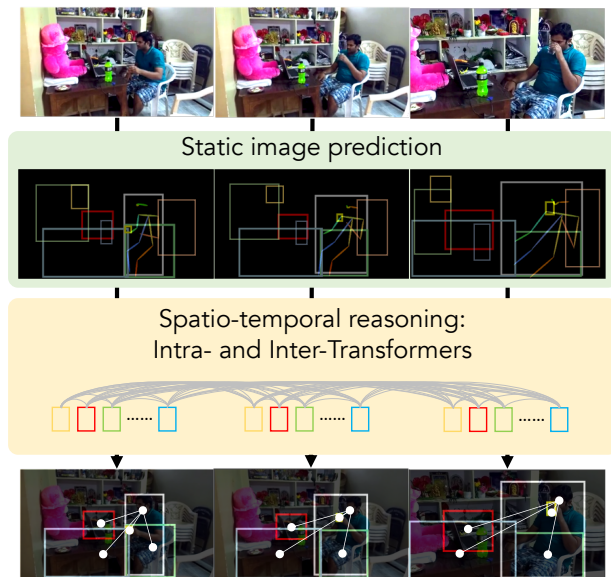 Static image prediction
Spatio-temporal reasoning:
Intra- and Inter-Transformers
...... ...... ......